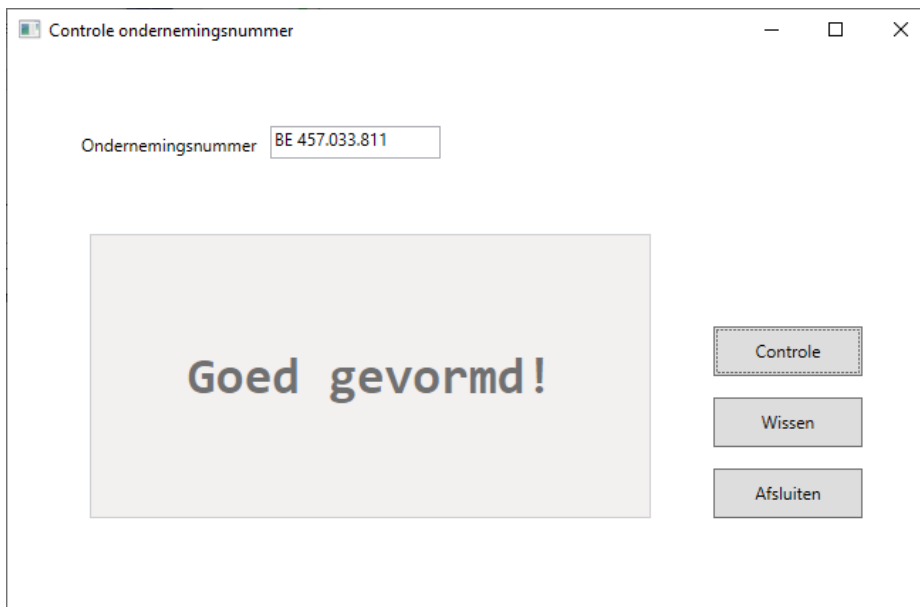 Controle ondernemingsnummer
Ondernemingsnummer BE 457.033.811
Goed gevormd!
Controle
Wissen
Afsluiten